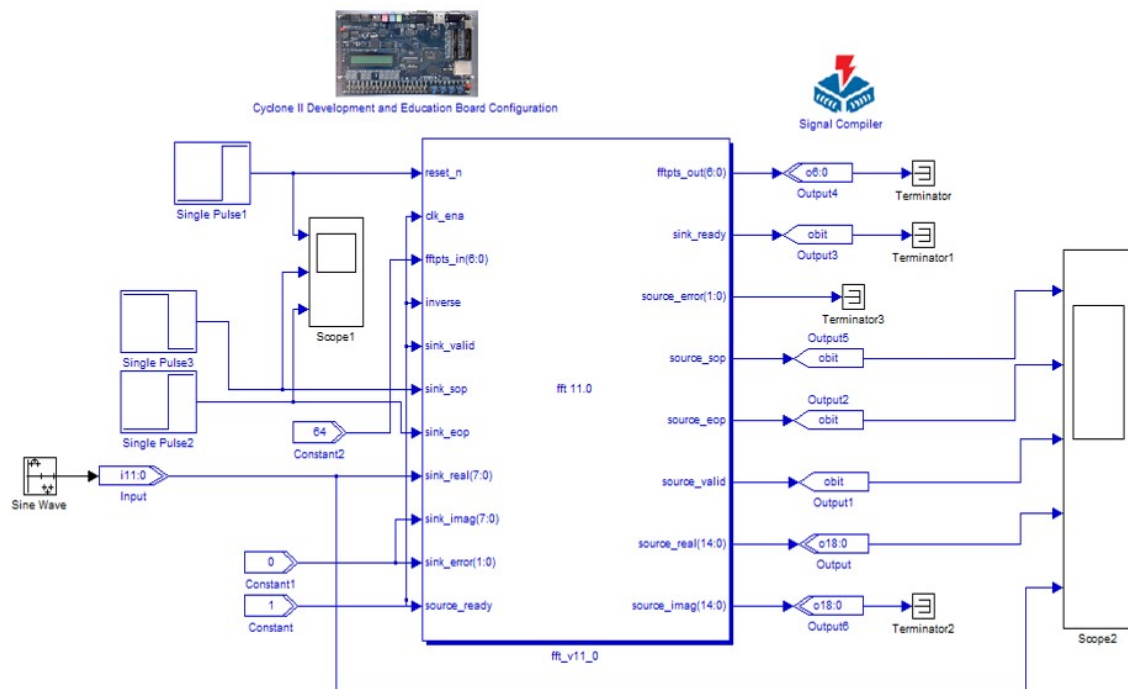 Cyclone II Development and Education Board Configuration
Signal Compiler
Single Pulse1
Scope1
Single Pulse3
Single Pulse2
64
Constant2
Sine Wave
i11:0
Input
0
Constant1
1
Constant
reset_n
clk_ena
fftpts_in(6:0)
inverse
sink_valid
sink_sop
sink_eop
sink_real(7:0)
sink_imag(7:0)
sink_error(1:0)
source_ready
fft 11.0
fftpts_out(6:0)
sink_ready
source_error(1:0)
source_sop
source_eop
source_valid
source_real(14:0)
source_imag(14:0)
fft_v11_0
o6:0
Output4
Terminator
obit
Output3
Terminator1
Terminator3
Output5
obit
Output2
obit
obit
Output1
o18:0
Output
o18:0
Output6
Terminator2
Scope2